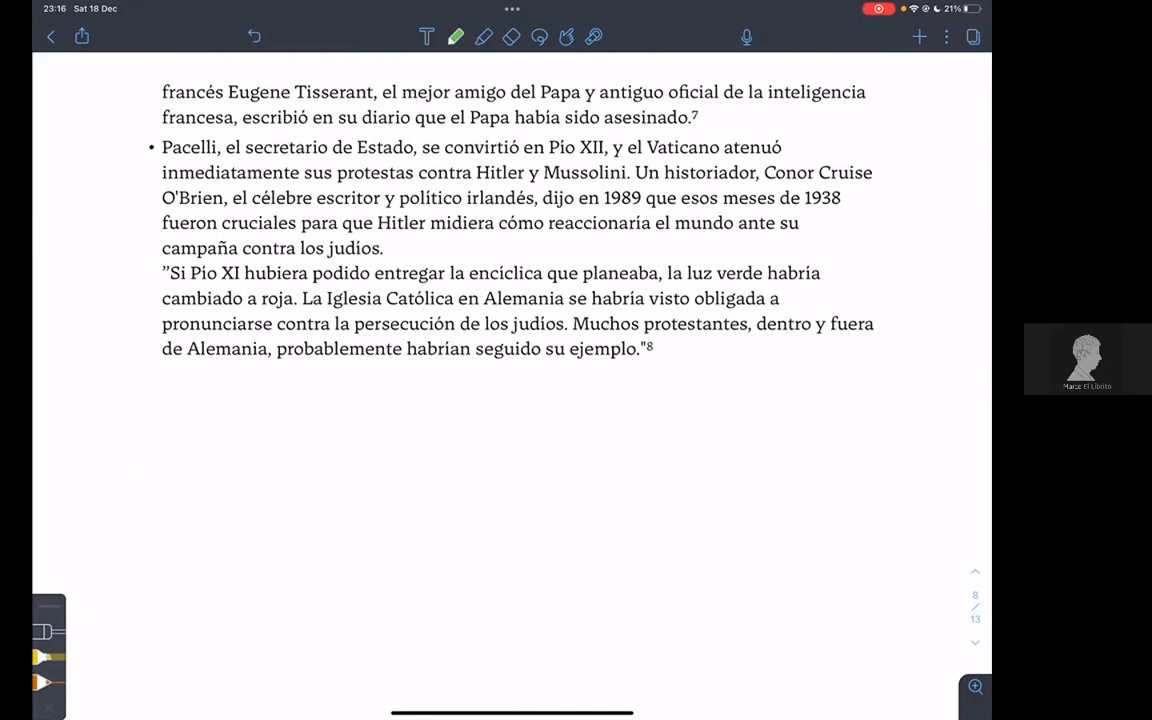 23:16 Sat 18 Dec
21%
francés Eugene Tisserant, el mejor amigo del Papa y antiguo oficial de la inteligencia
francesa, escribió en su diario que el Papa había sido asesinado.⁷
• Pacelli, el secretario de Estado, se convirtió en Pío XII, y el Vaticano atenuó
inmediatamente sus protestas contra Hitler y Mussolini. Un historiador, Conor Cruise
O'Brien, el célebre escritor y político irlandés, dijo en 1989 que esos meses de 1938
fueron cruciales para que Hitler midiera cómo reaccionaría el mundo ante su
campaña contra los judíos.
”Si Pío XI hubiera podido entregar la encíclica que planeaba, la luz verde habría
cambiado a roja. La Iglesia Católica en Alemania se habría visto obligada a
pronunciarse contra la persecución de los judíos. Muchos protestantes, dentro y fuera
de Alemania, probablemente habrían seguido su ejemplo."⁸
Marco El Librito
8
/
13